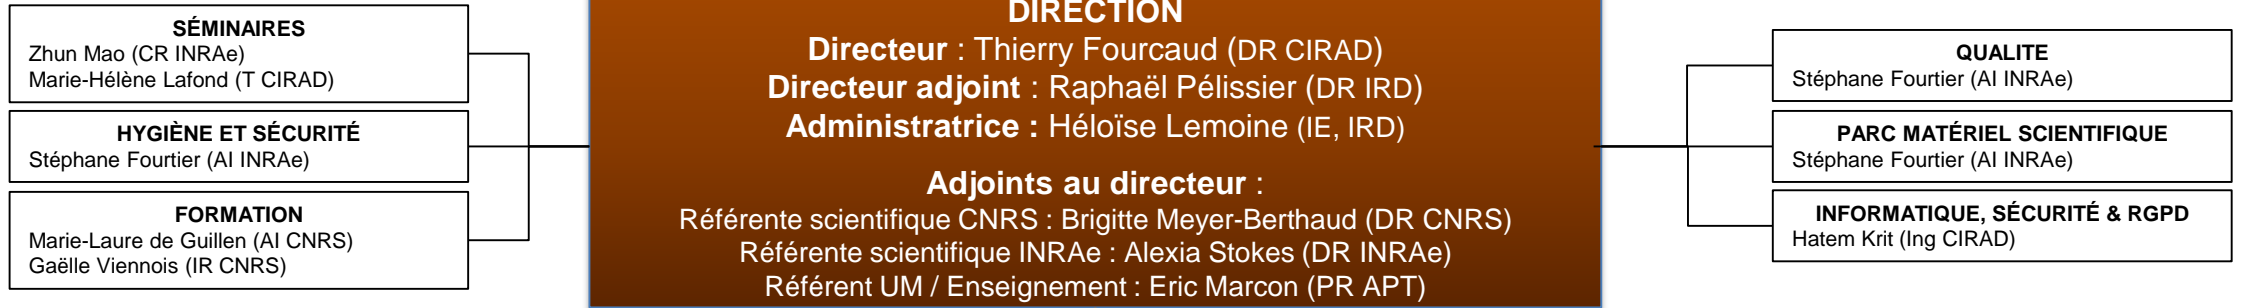 SÉMINAIRES
Zhun Mao (CR INRAe)
Marie-Hélène Lafond (T CIRAD)
HYGIÈNE ET SÉCURITÉ
Stéphane Fourtier (AI INRAe)
FORMATION
Marie-Laure de Guillen (AI CNRS)
Gaëlle Viennois (IR CNRS)
DIRECTION
Directeur : Thierry Fourcaud (DR CIRAD)
Directeur adjoint : Raphaël Pélissier (DR IRD)
Administratrice : Héloïse Lemoine (IE, IRD)
Adjoints au directeur :
Référente scientifique CNRS : Brigitte Meyer-Berthaud (DR CNRS)
Référente scientifique INRAe : Alexia Stokes (DR INRAe)
Référent UM / Enseignement : Eric Marcon (PR APT)
QUALITE
Stéphane Fourtier (AI INRAe)
PARC MATÉRIEL SCIENTIFIQUE
Stéphane Fourtier (AI INRAe)
INFORMATIQUE, SÉCURITÉ & RGPD
Hatem Krit (Ing CIRAD)